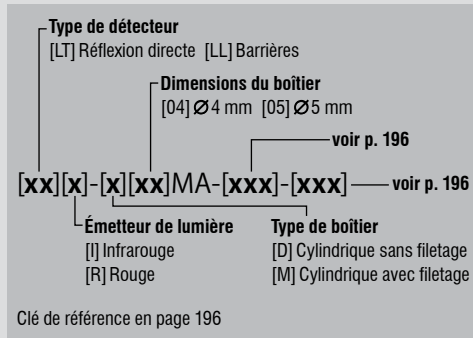 Type de détecteur
[LT] Réflexion directe [LL] Barrières
Dimensions du boîtier
[04] Ø 4 mm [05] Ø 5 mm
voir p. 196
[xx][x]-[x][xx]MA-[xxx]-[xxx] voir p. 196
Émetteur de lumière
[I] Infrarouge
[R] Rouge
Type de boîtier
[D] Cylindrique sans filetage
[M] Cylindrique avec filetage
Clé de référence en page 196